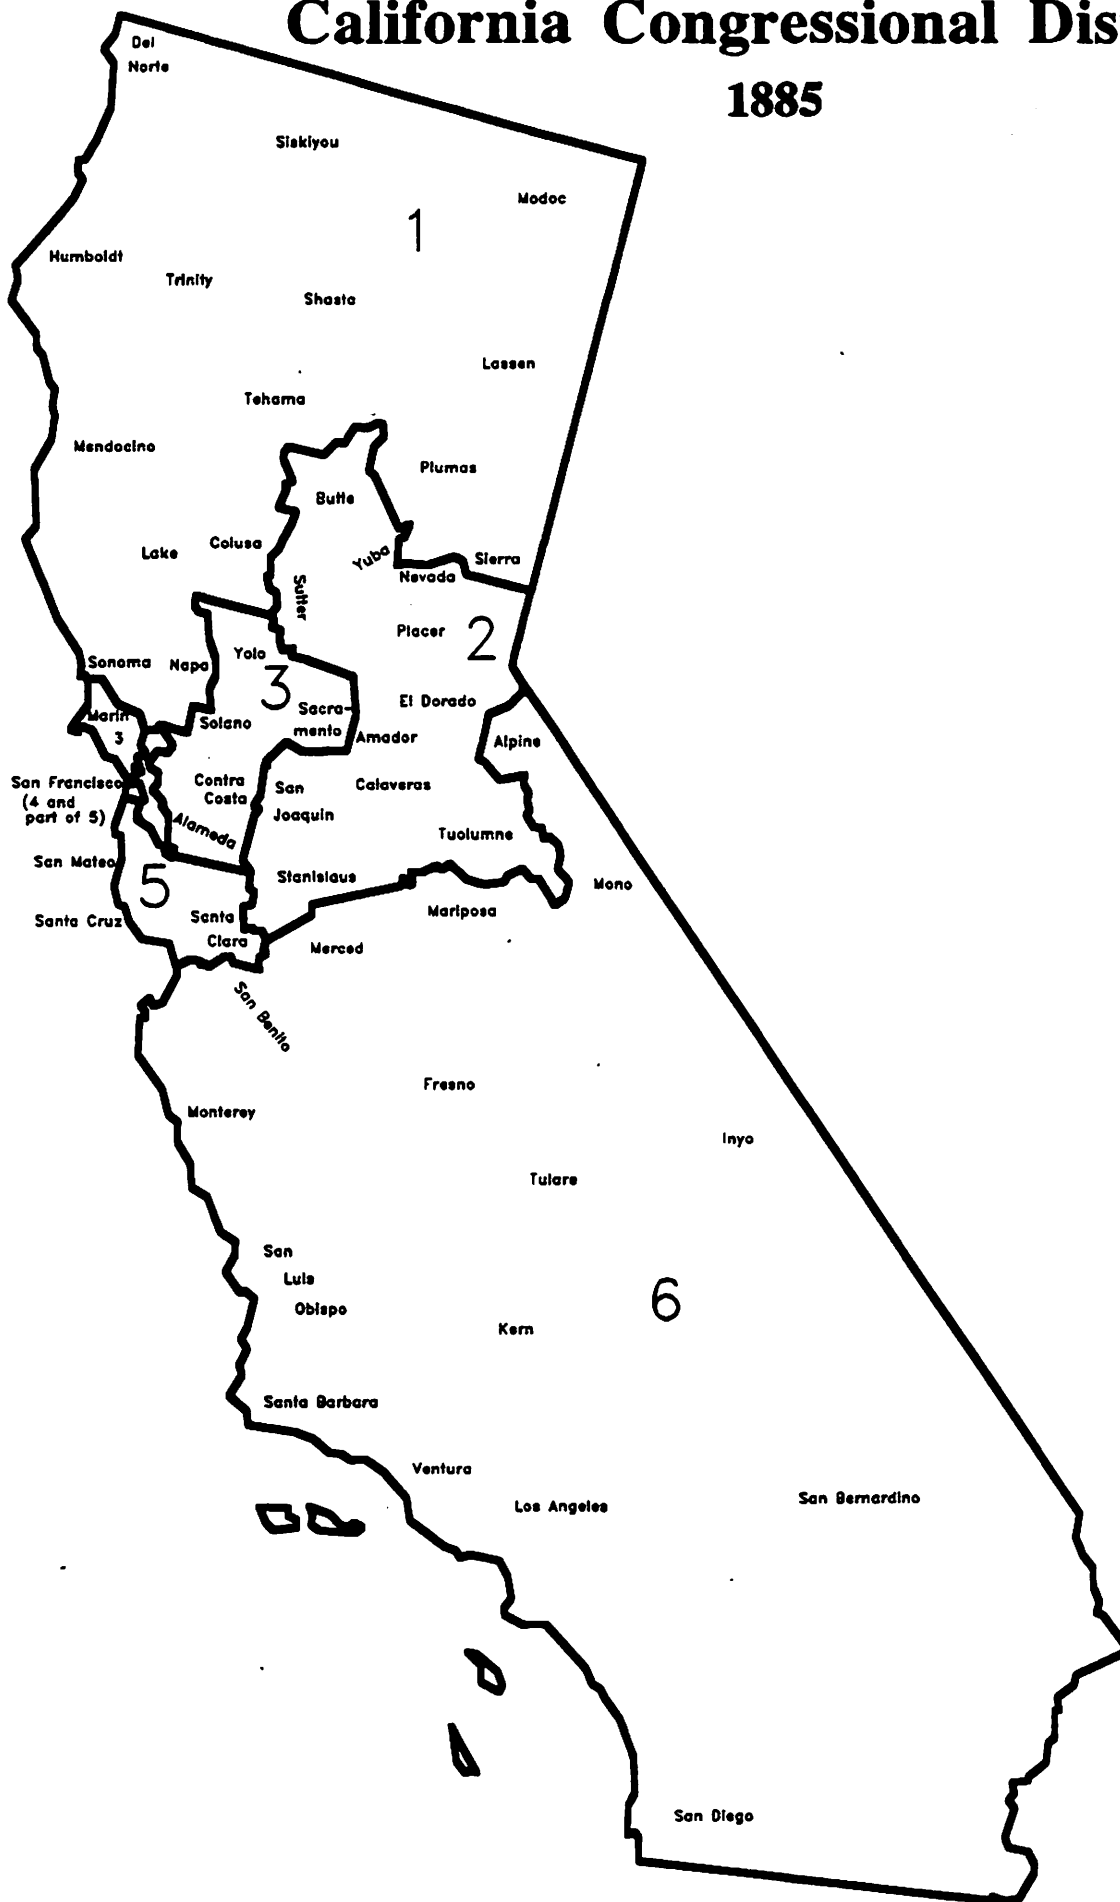 California Congressional Dis
1885
Del
Norte
Siskiyou
Modoc
1
Humboldt
Trinity
Shasta
Lassen
Tehama
Mendocino
Plumas
Butte
Colusa
Lake
Yuba
Sierra
Nevada
Sutter
Placer
2
Yolo
Sonoma
Napa
3
El Dorado
Sacra-
mento
Marin
3
Solano
Amador
Alpine
San Francisco
(4 and
part of 5)
Contra
Costa
San
Joaquin
Calaveras
Alameda
Tuolumne
San Mateo
5
Stanislaus
Mono
Santa Cruz
Santa
Clara
Mariposa
Merced
San Benito
Fresno
Monterey
Inyo
Tulare
San
Luis
Obispo
6
Kern
Santa Barbara
Ventura
Los Angeles
San Bernardino
San Diego